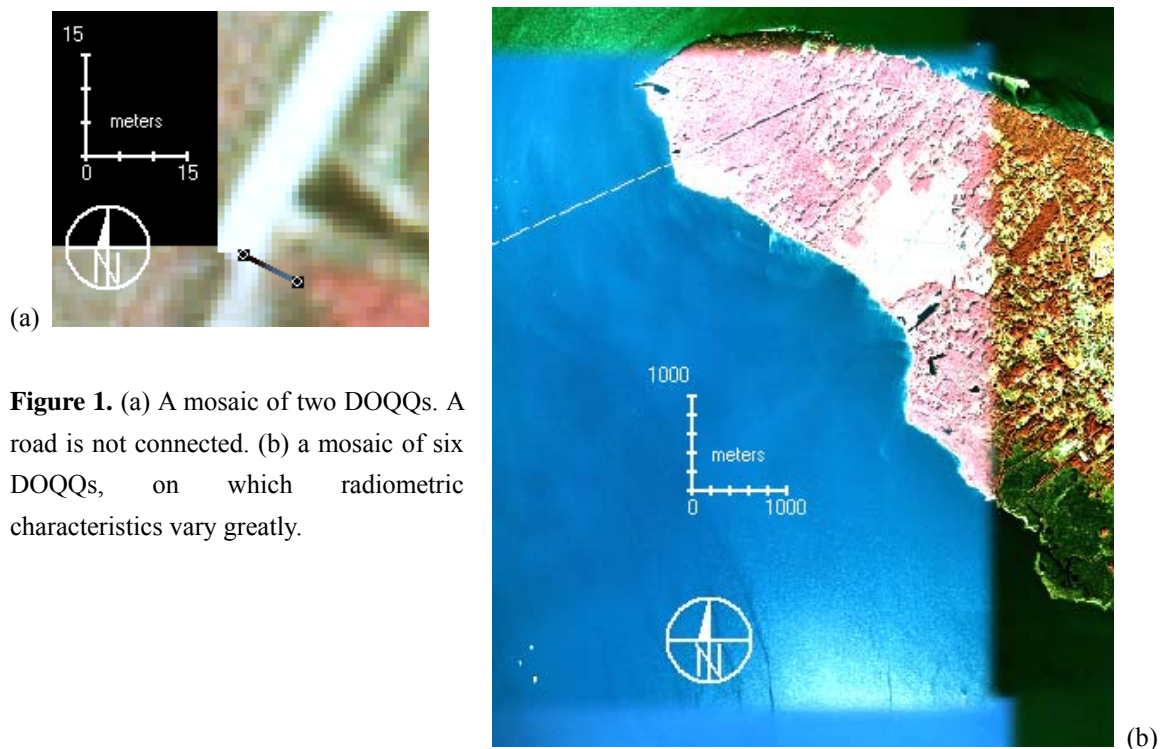 15
meters
0 15
N
(a)
Figure 1. (a) A mosaic of two DOQQs. A
road is not connected. (b) a mosaic of six
DOQQs, on which radiometric
characteristics vary greatly.
1000
meters
0 1000
N
(b)